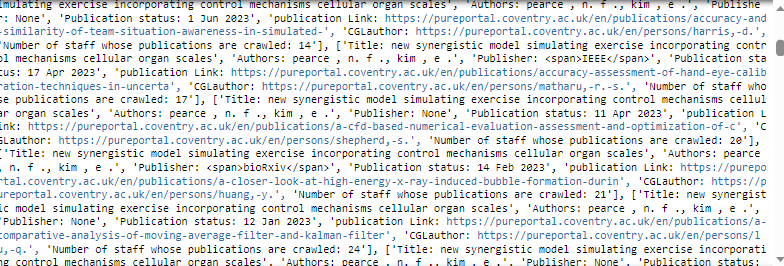 imulating exercise incorporating control mechanisms cellular organ scales', 'Authors: pearce , n. f ., kim , e .', 'Publishe
r: None', 'Publication status: 1 Jun 2023', 'publication Link: https://pureportal.coventry.ac.uk/en/publications/accuracy-and
-similarity-of-team-situation-awareness-in-simulated-', 'CGLauthor: https://pureportal.coventry.ac.uk/en/persons/harris,-d.',
'Number of staff whose publications are crawled: 14'], ['Title: new synergistic model simulating exercise incorporating contr
ol mechanisms cellular organ scales', 'Authors: pearce , n. f ., kim , e .', 'Publisher: <span>IEEE</span>', 'Publication sta
tus: 17 Apr 2023', 'publication Link: https://pureportal.coventry.ac.uk/en/publications/accuracy-assessment-of-hand-eye-calib
ration-techniques-in-uncerta', 'CGLauthor: https://pureportal.coventry.ac.uk/en/persons/matharu,-r.-s.', 'Number of staff who
se publications are crawled: 17'], ['Title: new synergistic model simulating exercise incorporating control mechanisms cellul
ar organ scales', 'Authors: pearce , n. f ., kim , e .', 'Publisher: None', 'Publication status: 11 Apr 2023', 'publication L
ink: https://pureportal.coventry.ac.uk/en/publications/a-cfd-based-numerical-evaluation-assessment-and-optimization-of-c', 'C
GLauthor: https://pureportal.coventry.ac.uk/en/persons/shepherd,-s.', 'Number of staff whose publications are crawled: 20'],
['Title: new synergistic model simulating exercise incorporating control mechanisms cellular organ scales', 'Authors: pearce
, n. f ., kim , e .', 'Publisher: <span>bioRxiv</span>', 'Publication status: 14 Feb 2023', 'publication Link: https://purepo
rtal.coventry.ac.uk/en/publications/a-closer-look-at-high-energy-x-ray-induced-bubble-formation-durin', 'CGLauthor: https://p
ureportal.coventry.ac.uk/en/persons/huang,-y.', 'Number of staff whose publications are crawled: 21'], ['Title: new synergist
ic model simulating exercise incorporating control mechanisms cellular organ scales', 'Authors: pearce , n. f ., kim , e .',
'Publisher: None', 'Publication status: 12 Jan 2023', 'publication Link: https://pureportal.coventry.ac.uk/en/publications/a-
comparative-analysis-of-moving-average-filter-and-kalman-filter', 'CGLauthor: https://pureportal.coventry.ac.uk/en/persons/l
u,-q.', 'Number of staff whose publications are crawled: 24'], ['Title: new synergistic model simulating exercise incorporati
ng control mechanisms cellular organ scales', 'Authors: pearce , n. f ., kim , e .', 'Publisher: None', 'Publication status: